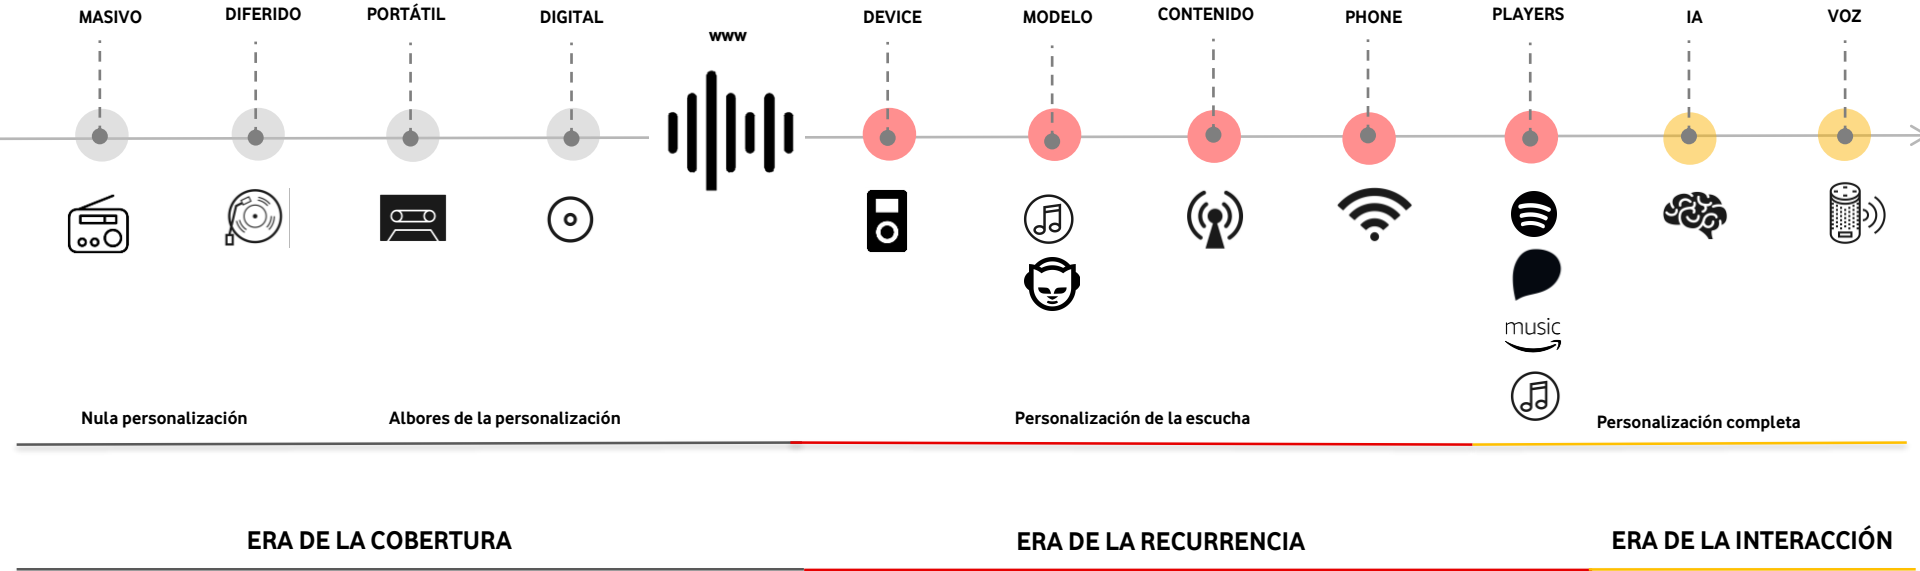 MASIVO
DIFERIDO
PORTÁTIL
DIGITAL
www
DEVICE
MODELO
CONTENIDO
PHONE
PLAYERS
IA
VOZ
music
Nula personalización
Albores de la personalización
Personalización de la escucha
Personalización completa
ERA DE LA COBERTURA
ERA DE LA RECURRENCIA
ERA DE LA INTERACCIÓN